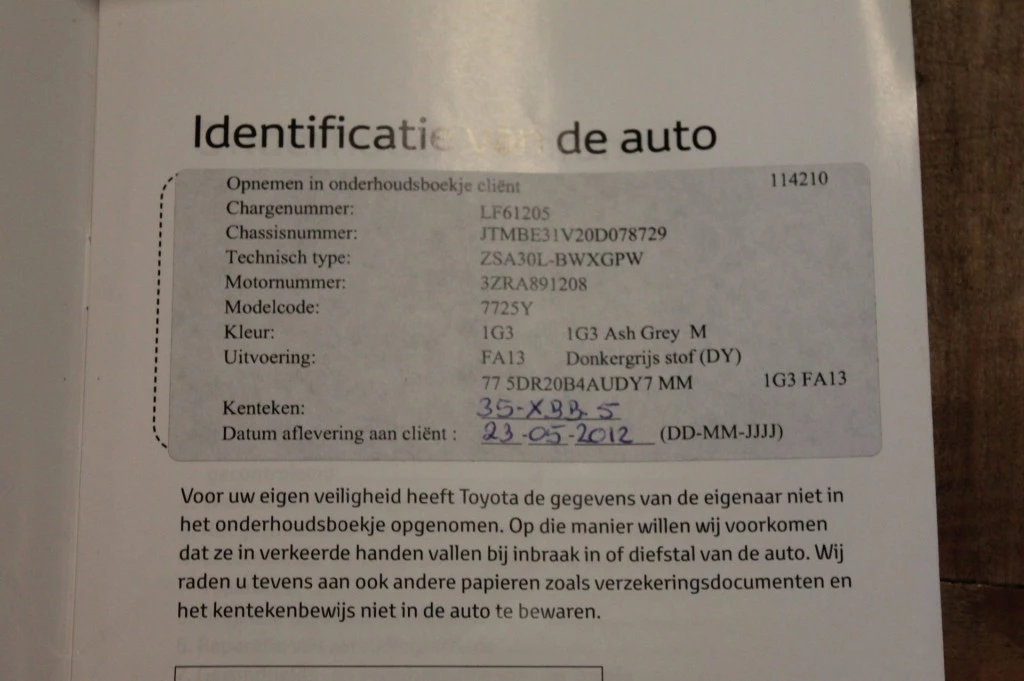 Identificatie van de auto
Opnemen in onderhoudsboekje cliënt 114210
Chargenummer: LF61205
Chassisnummer: JTMBE31V20D078729
Technisch type: ZSA30L-BWXGPW
Motornummer: 3ZRA891208
Modelcode: 7725Y
Kleur: 1G3 1G3 Ash Grey M
Uitvoering: FA13 Donkergrijs stof (DY)
77 5DR20B4AUDY7 MM 1G3 FA13
Kenteken: 35-XBB-5
Datum aflevering aan cliënt : 23-05-2012 (DD-MM-JJJJ)
Voor uw eigen veiligheid heeft Toyota de gegevens van de eigenaar niet in
het onderhoudsboekje opgenomen. Op die manier willen wij voorkomen
dat ze in verkeerde handen vallen bij inbraak in of diefstal van de auto. Wij
raden u tevens aan ook andere papieren zoals verzekeringsdocumenten en
het kentekenbewijs niet in de auto te bewaren.